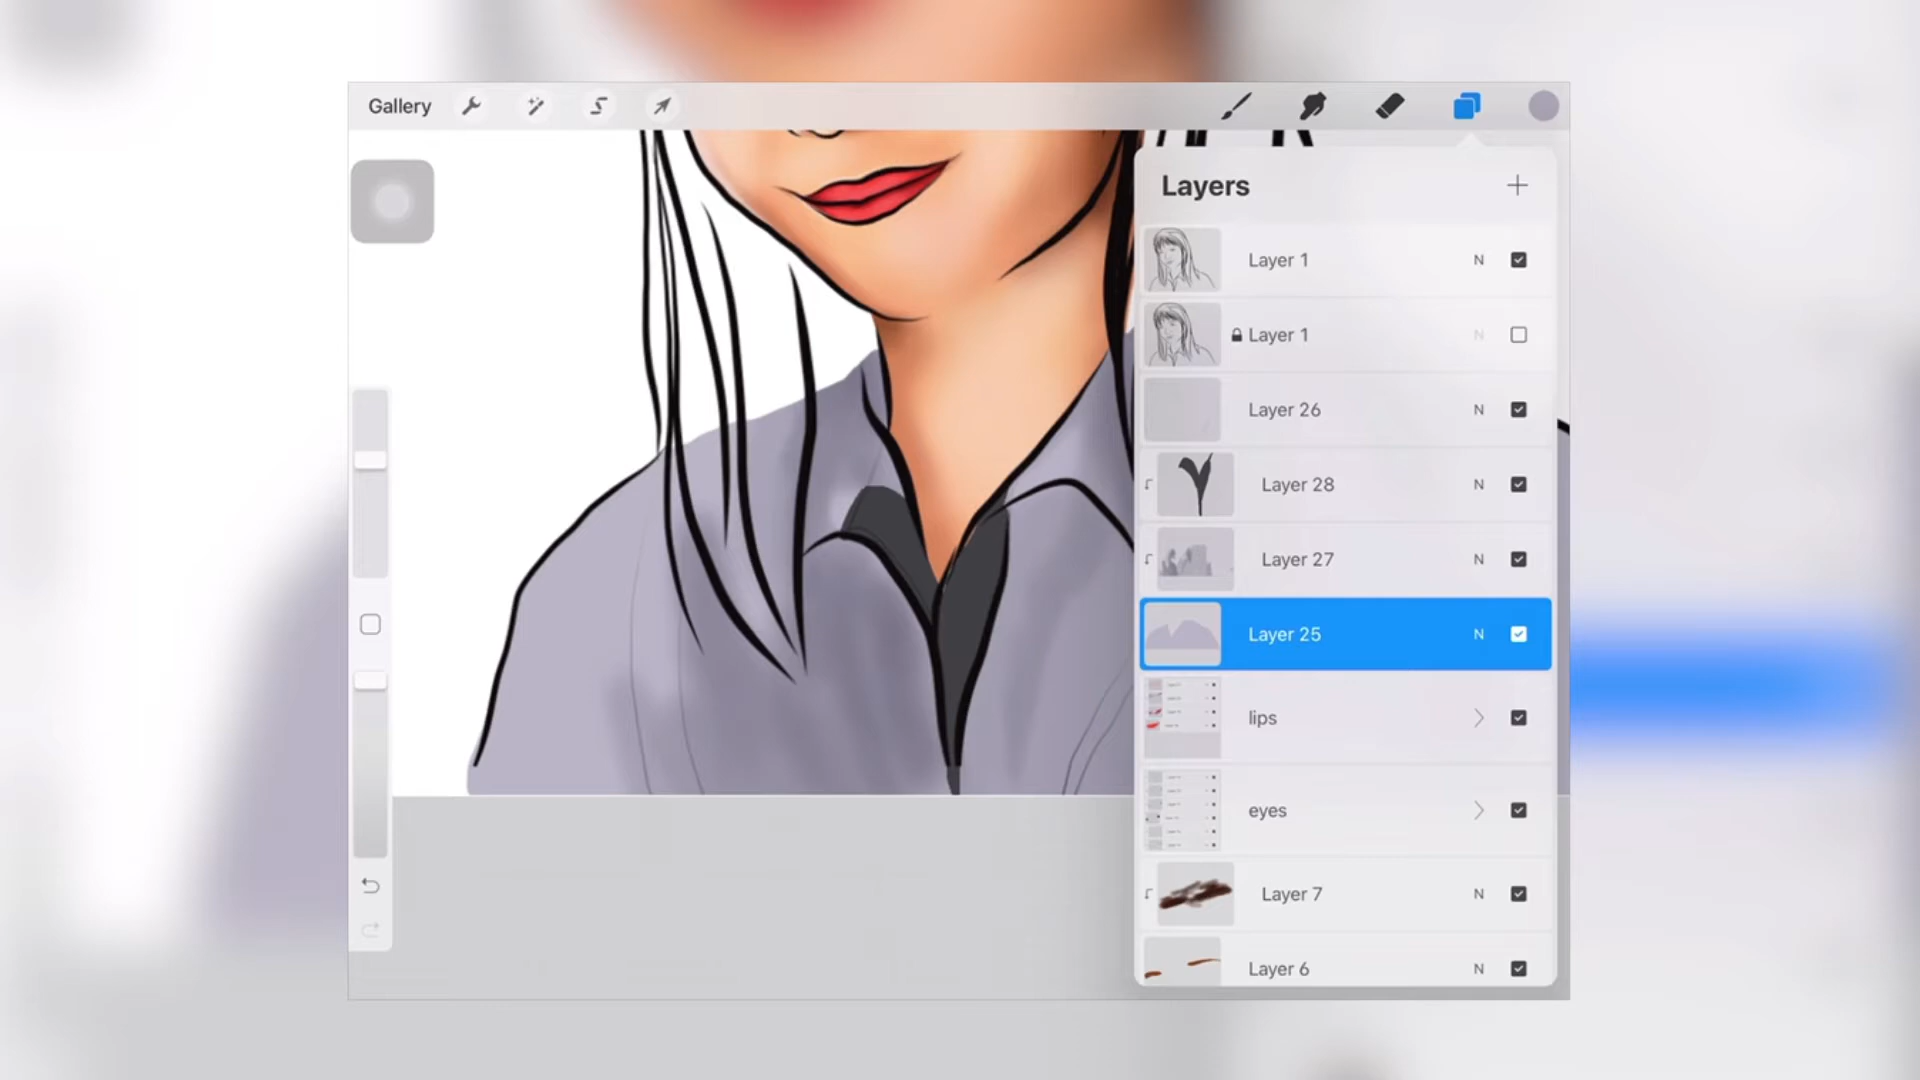 Gallery
Layers
Layer 1 N
Layer 1 N
Layer 26 N
Layer 28 N
Layer 27 N
Layer 25 N
lips
eyes
Layer 7 N
Layer 6 N